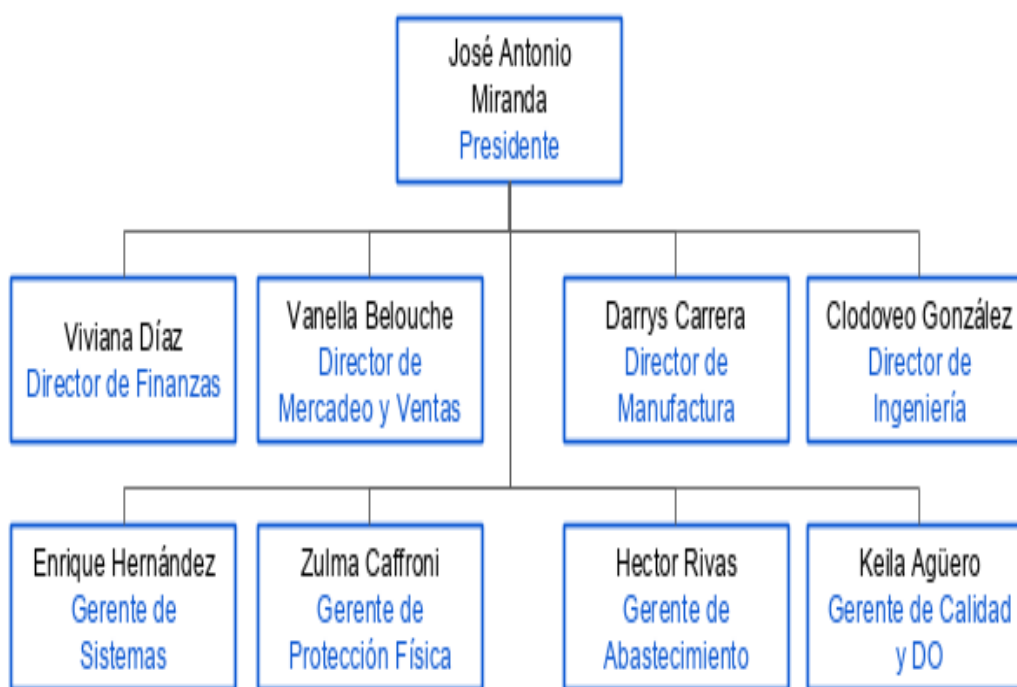 José Antonio
Miranda
Presidente
Viviana Díaz
Director de Finanzas
Vanella Belouche
Director de
Mercadeo y Ventas
Darrys Carrera
Director de
Manufactura
Clodoveo González
Director de
Ingeniería
Enrique Hernández
Gerente de
Sistemas
Zulma Caffroni
Gerente de
Protección Física
Hector Rivas
Gerente de
Abastecimiento
Keila Agüero
Gerente de Calidad
y DO